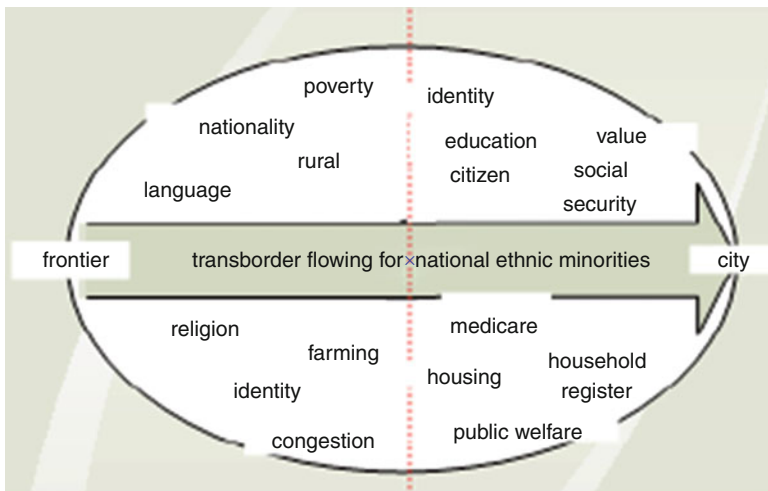 poverty
identity
nationality
education
value
rural
citizen
social
security
language
frontier
transborder flowing for×national ethnic minorities
city
religion
medicare
farming
household
register
identity
housing
congestion
public welfare